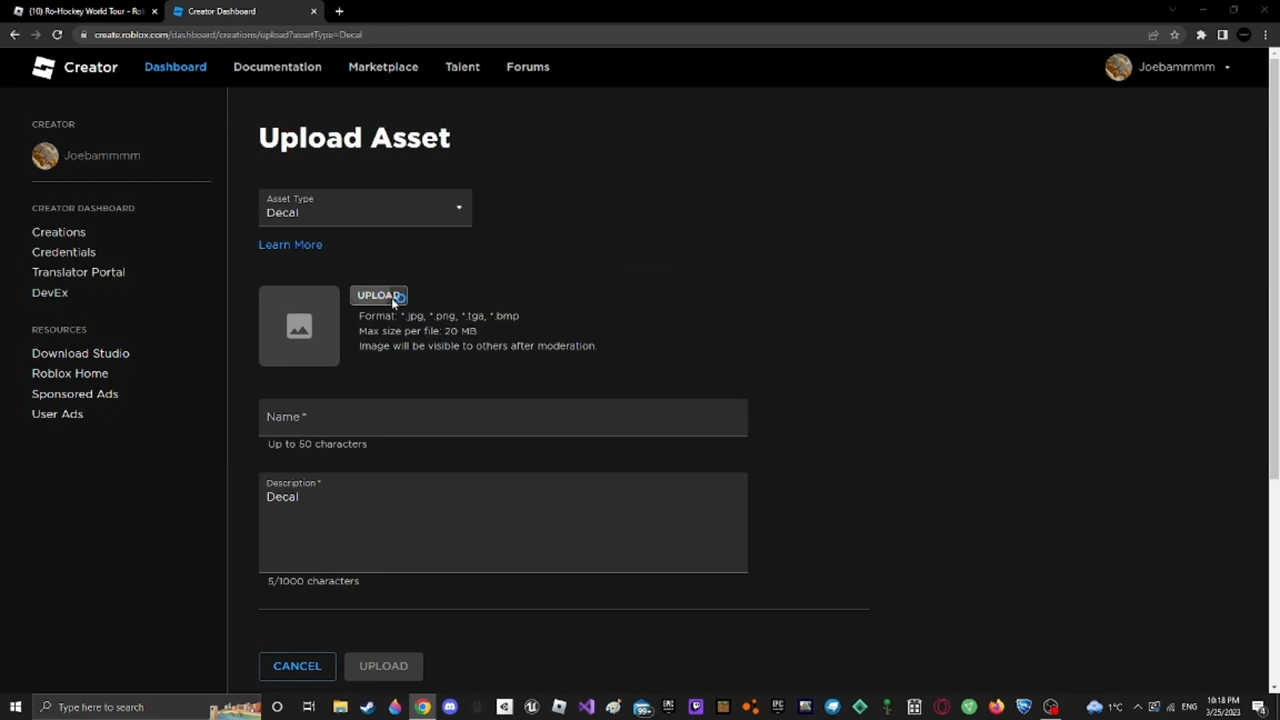 (10) Ro-Hockey World Tour - Rob
Creator Dashboard
create.roblox.com/dashboard/creations/upload?assetType=Decal
Creator
Dashboard
Documentation
Marketplace
Talent
Forums
Joebammmm
CREATOR
Joebammmm
CREATOR DASHBOARD
Creations
Credentials
Translator Portal
DevEx
RESOURCES
Download Studio
Roblox Home
Sponsored Ads
User Ads
Upload Asset
Asset Type
Decal
Learn More
UPLOAD
Format: *.jpg, *.png, *.tga, *.bmp
Max size per file: 20 MB
Image will be visible to others after moderation.
Name*
Up to 50 characters
Description*
Decal
5/1000 characters
CANCEL
UPLOAD
Type here to search
99+
1°C
ENG
10:18 PM
3/25/2023
4